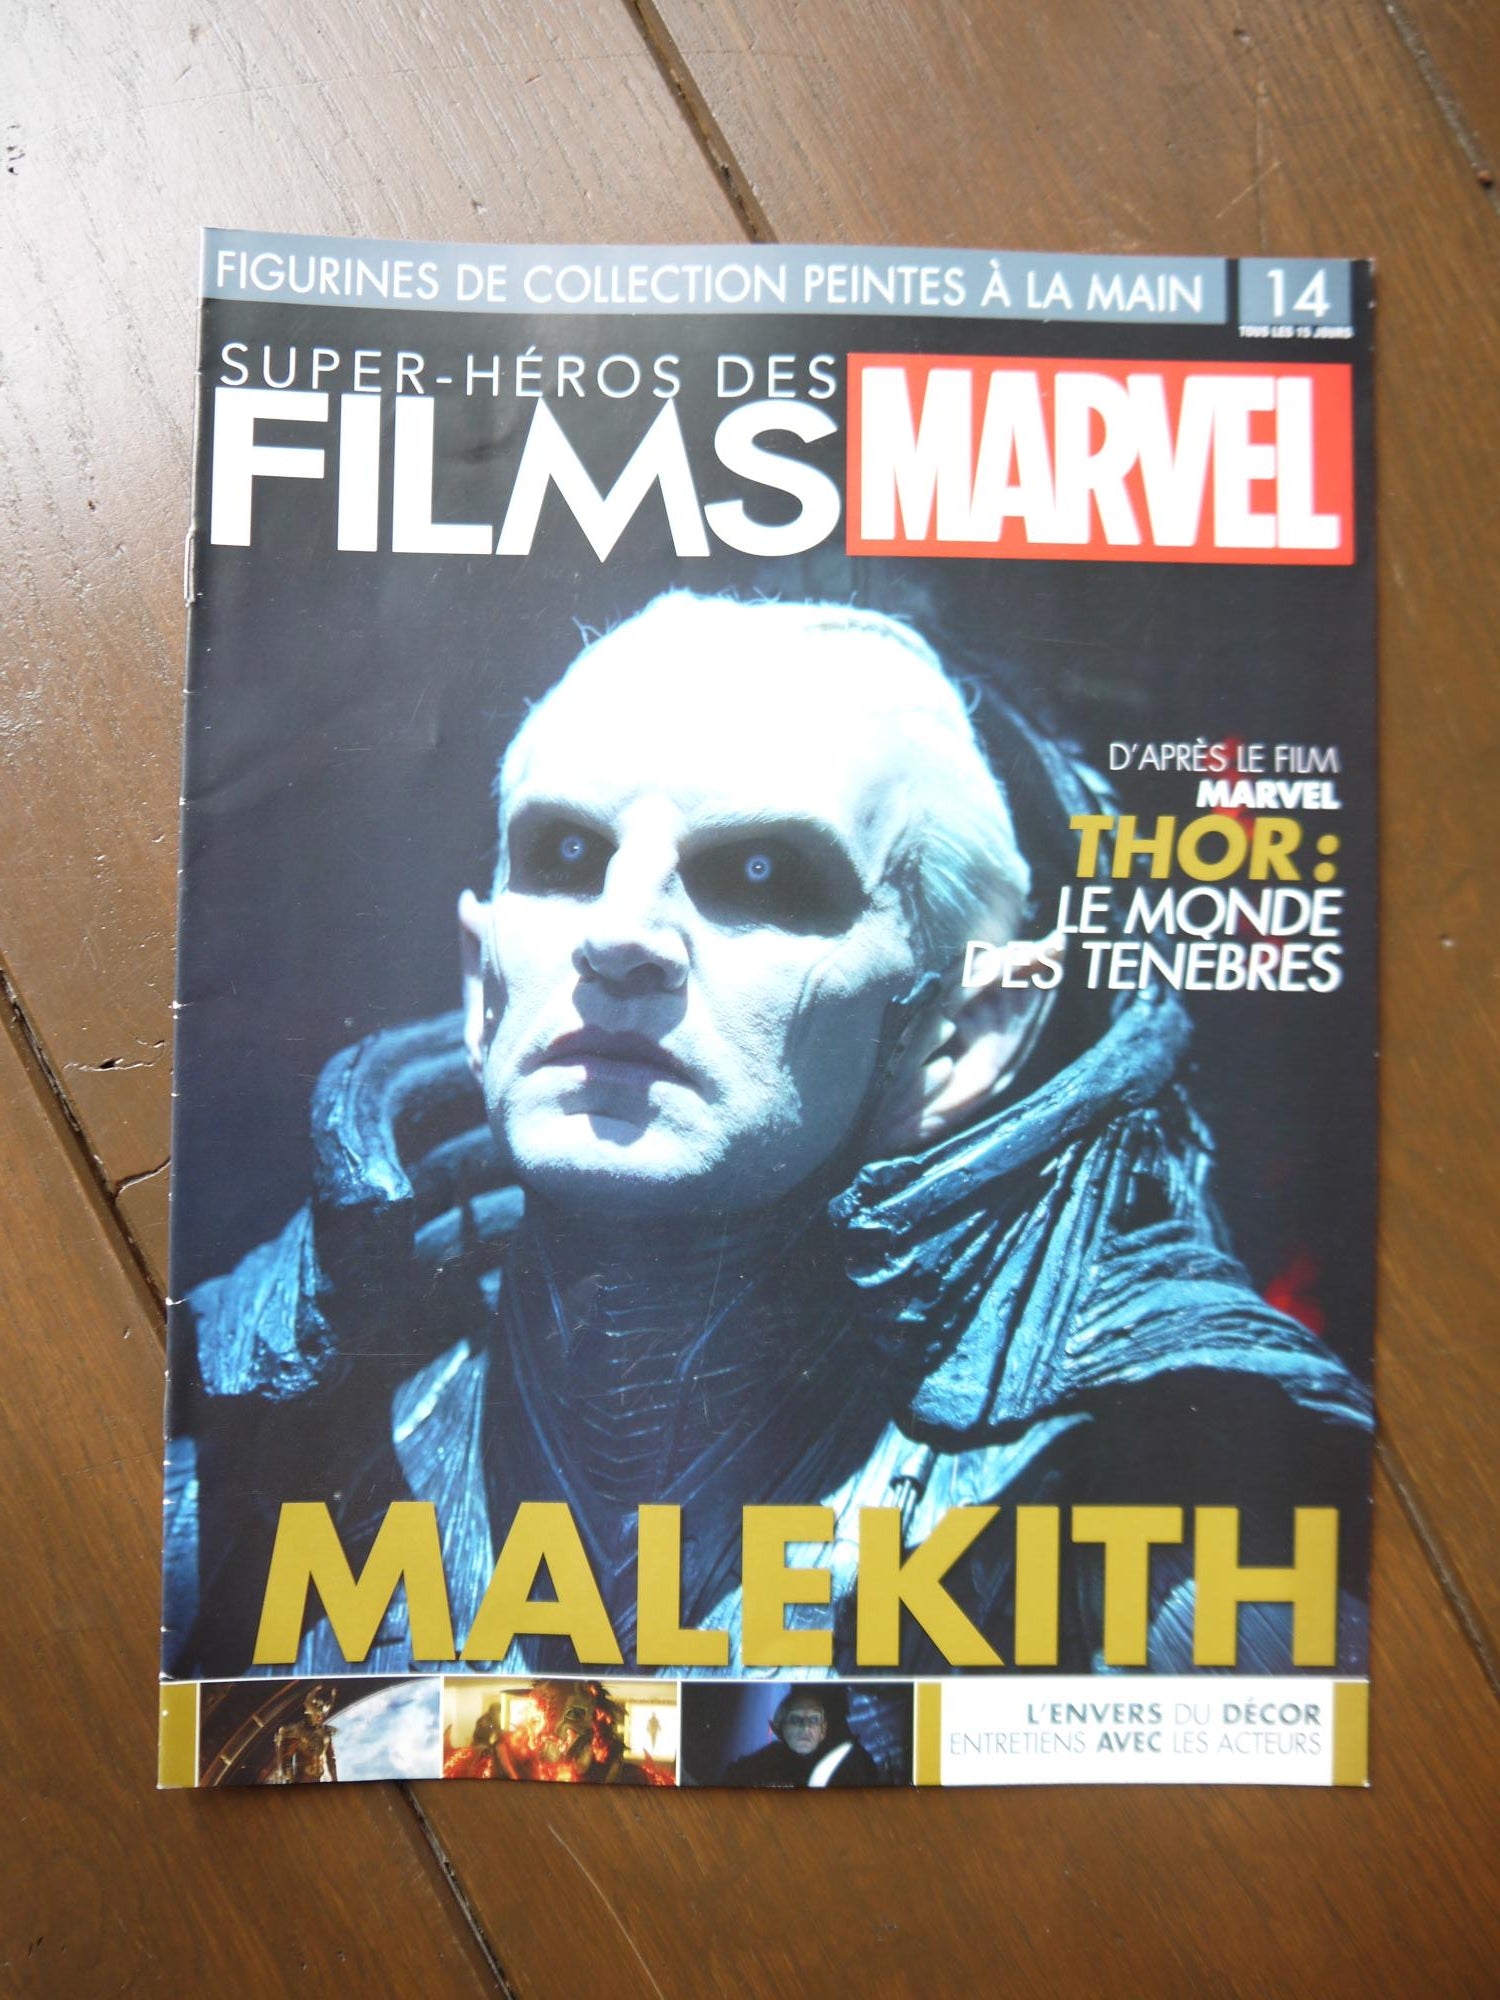 FIGURINES DE COLLECTION PEINTES À LA MAIN 14
TOUS LES 15 JOURS
SUPER-HÉROS DES
FILMS MARVEL
D'APRÈS LE FILM
MARVEL
THOR :
LE MONDE
DES TÉNÈBRES
MALEKITH
L'ENVERS DU DÉCOR
ENTRETIENS AVEC LES ACTEURS